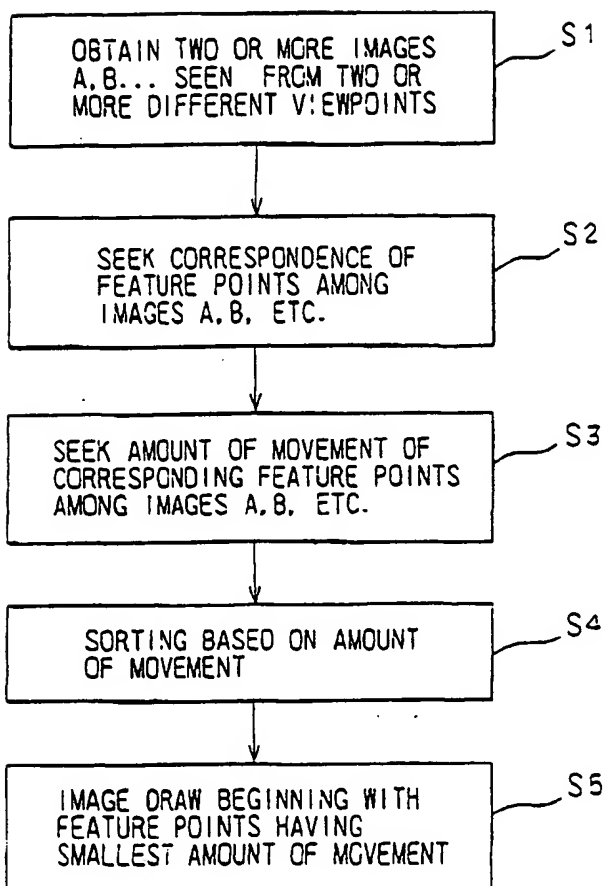 OBTAIN TWO OR MORE IMAGES
A,B... SEEN FROM TWO OR
MORE DIFFERENT VIEWPOINTS
S1
SEEK CORRESPONDENCE OF
FEATURE POINTS AMONG
IMAGES A,B, ETC.
S2
SEEK AMOUNT OF MOVEMENT OF
CORRESPONDING FEATURE POINTS
AMONG IMAGES A,B, ETC.
S3
SORTING BASED ON AMOUNT
OF MOVEMENT
S4
IMAGE DRAW BEGINNING WITH
FEATURE POINTS HAVING
SMALLEST AMOUNT OF MOVEMENT
S5